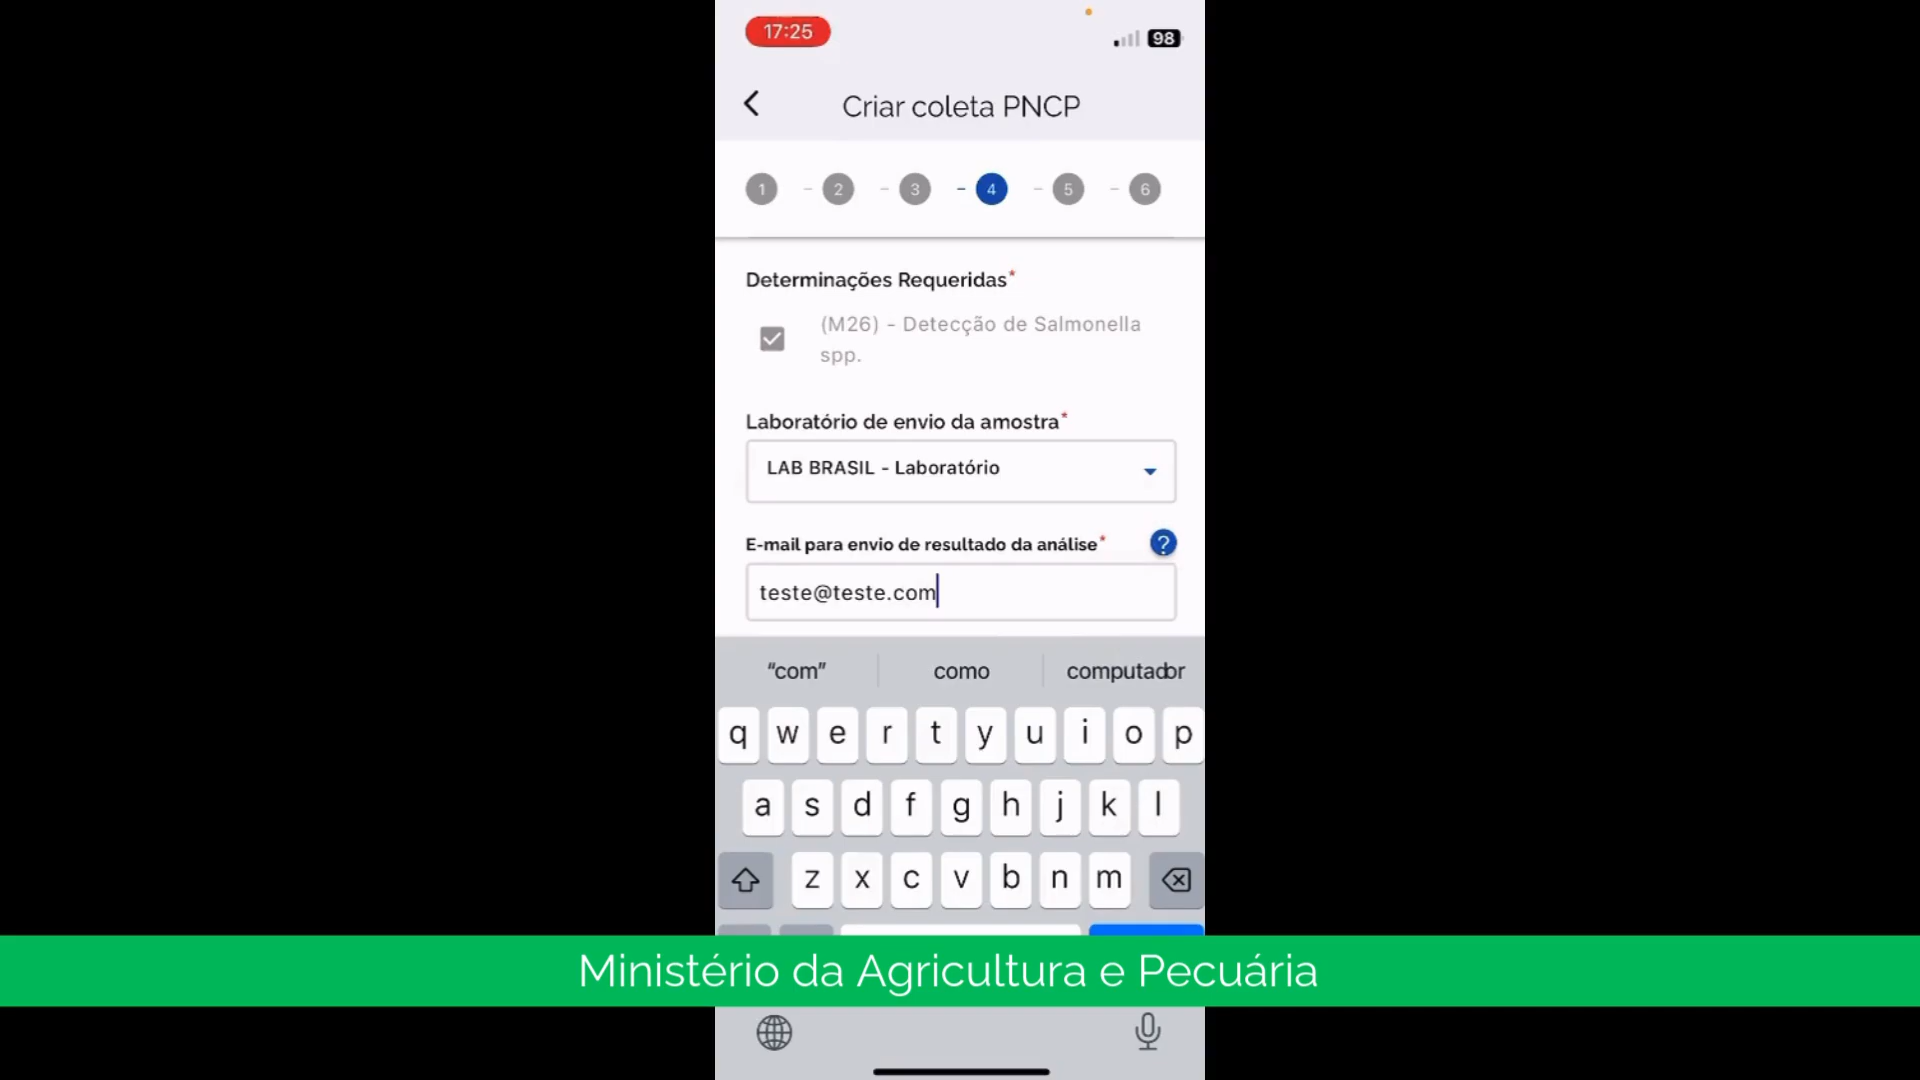 17:25
98
Criar coleta PNCP
1 - 2 - 3 - 4 - 5 - 6
Determinações Requeridas*
(M26) - Detecção de Salmonella
spp.
Laboratório de envio da amostra*
LAB BRASIL - Laboratório
E-mail para envio de resultado da análise*
?
teste@teste.com
“com” como computador
q w e r t y u i o p
a s d f g h j k l
z x c v b n m
Ministério da Agricultura e Pecuária